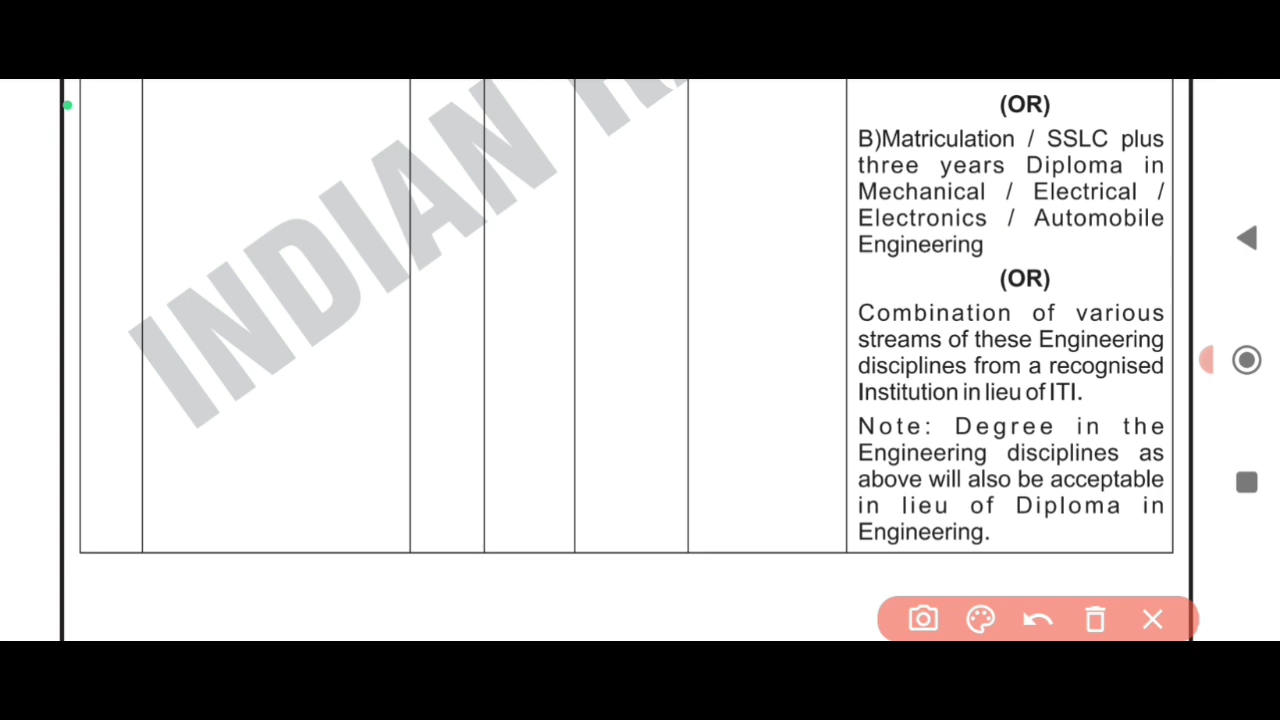 (OR)
B)Matriculation / SSLC plus
three years Diploma in
Mechanical / Electrical /
Electronics / Automobile
Engineering
(OR)
Combination of various
streams of these Engineering
disciplines from a recognised
Institution in lieu of ITI.
Note: Degree in the
Engineering disciplines as
above will also be acceptable
in lieu of Diploma in
Engineering.
INDIAN